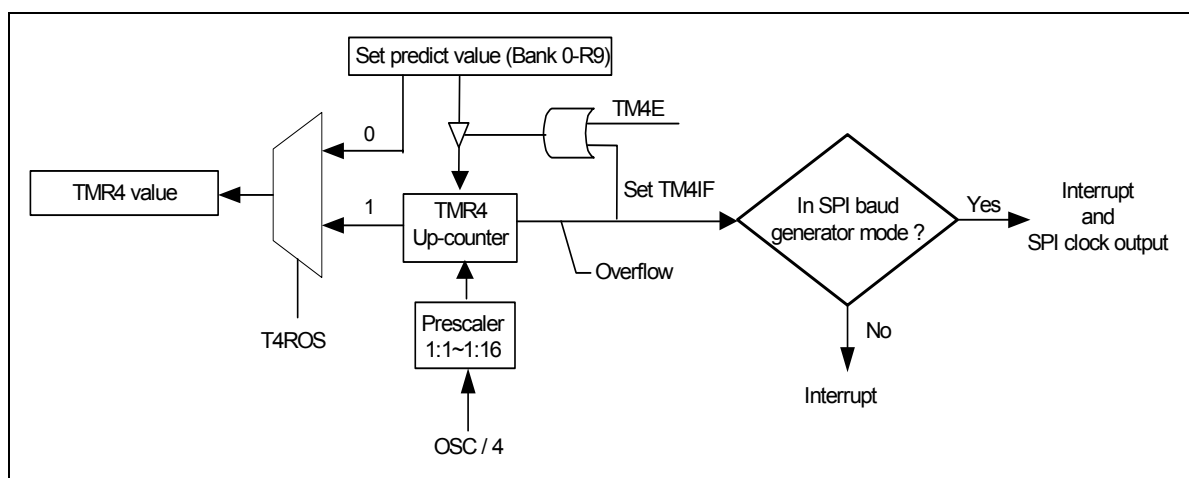 Set predict value (Bank 0-R9)
TM4E
0
TMR4 value
1
TMR4
Up-counter
Set TM4IF
In SPI baud
generator mode ?
Yes
Interrupt
and
SPI clock output
Overflow
T4ROS
Prescaler
1:1~1:16
No
Interrupt
OSC / 4